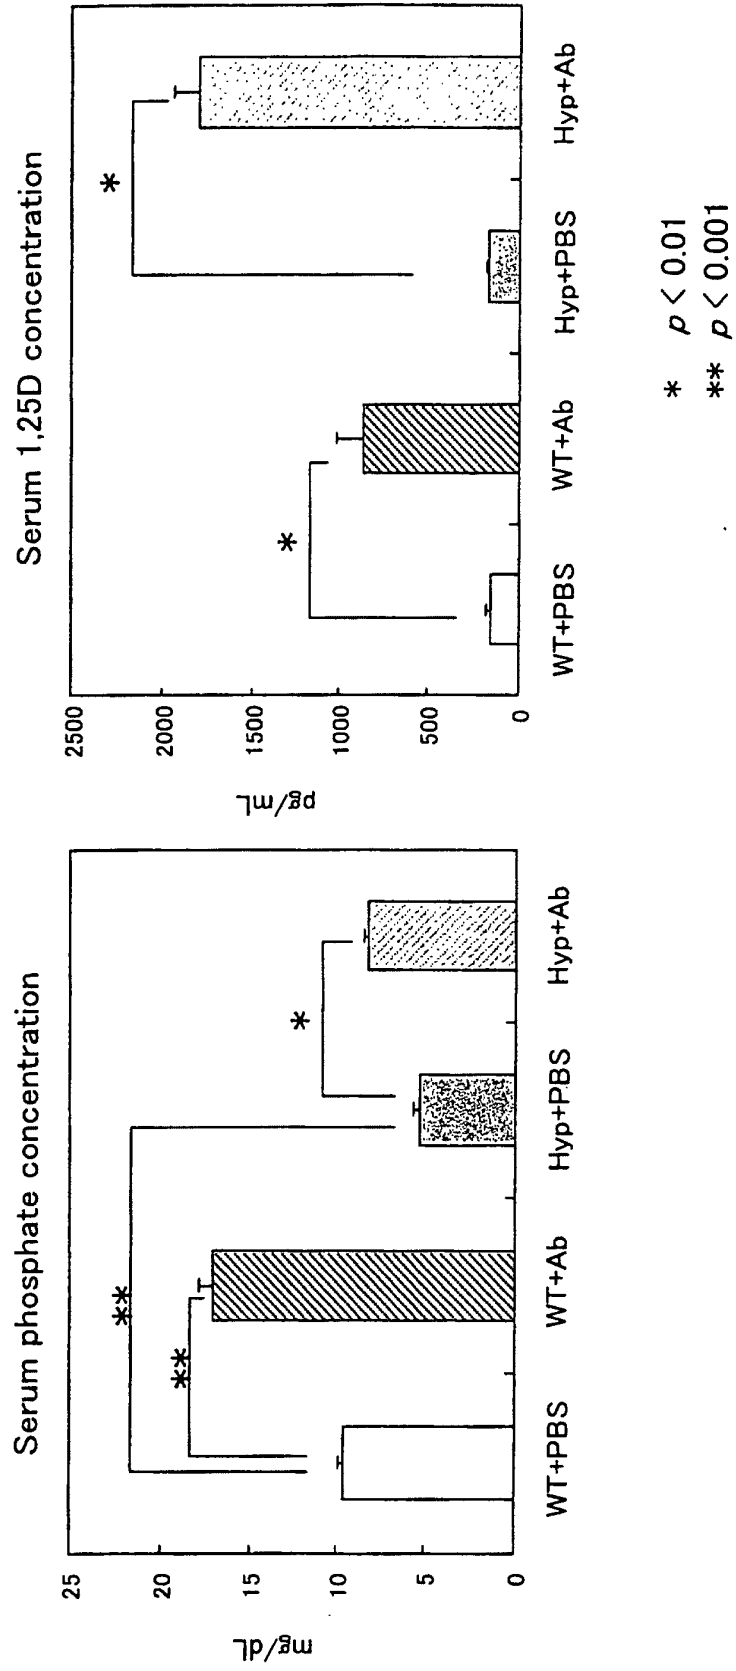 Serum phosphate concentration
mg/dL
25
20
15
10
5
0
**
**
*
WT+PBS
WT+Ab
Hyp+PBS
Hyp+Ab
Serum 1,25D concentration
pg/mL
2500
2000
1500
1000
500
0
*
*
WT+PBS
WT+Ab
Hyp+PBS
Hyp+Ab
* p < 0.01
** p < 0.001